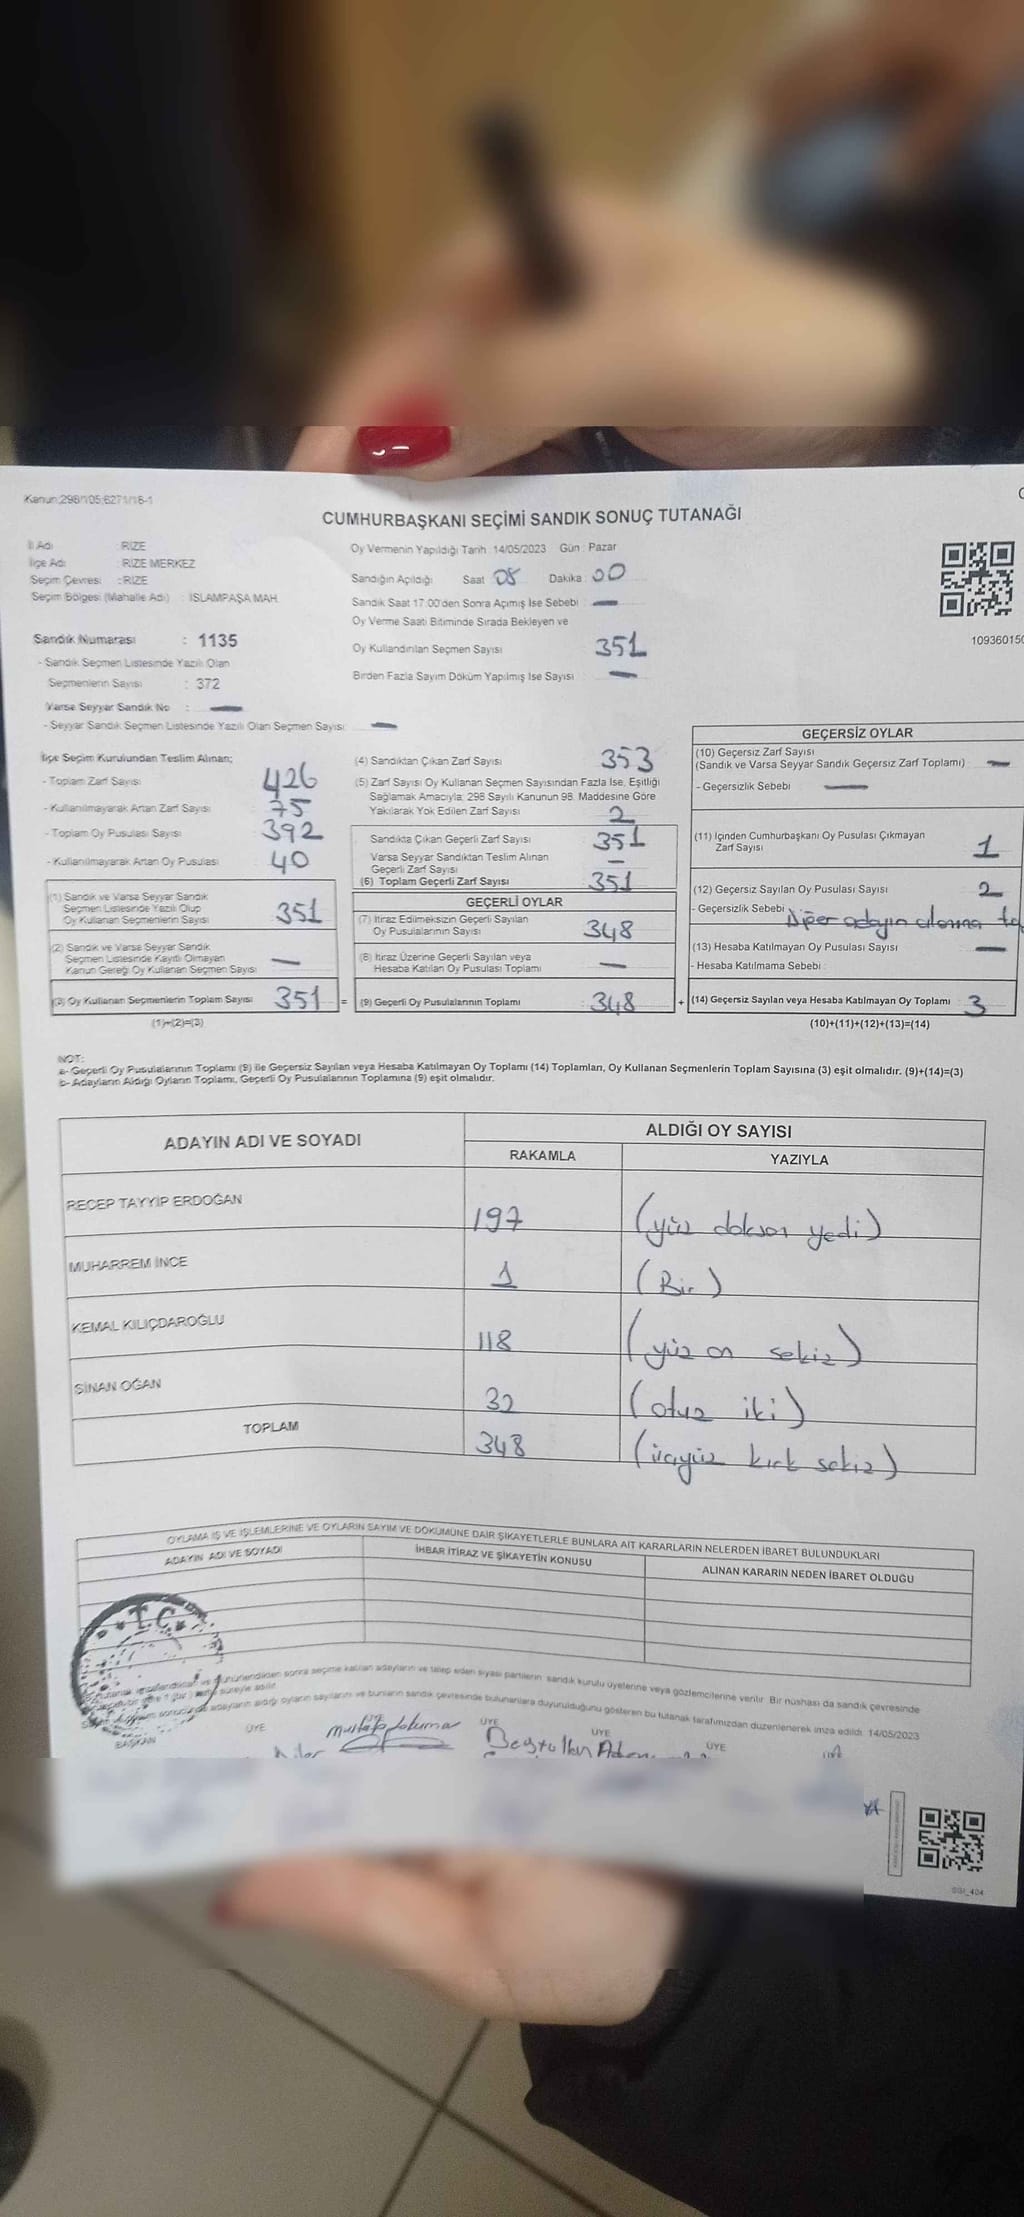 Kanun:298/105;6271/16-1
CUMHURBAŞKANI SEÇİMİ SANDIK SONUÇ TUTANAĞI
İl Adı : RİZE
İlçe Adı : RİZE MERKEZ
Seçim Çevresi : RİZE
Seçim Bölgesi (Mahalle Adı) : İSLAMPAŞA MAH.
Sandık Numarası : 1135
- Sandık Seçmen Listesinde Yazılı Olan
Seçmenlerin Sayısı : 372
Varsa Seyyar Sandık No : —
- Seyyar Sandık Seçmen Listesinde Yazılı Olan Seçmen Sayısı: —
Oy Vermenin Yapıldığı Tarih: 14/05/2023 Gün : Pazar
Sandığın Açıldığı Saat 08 Dakika : 00
Sandık Saat 17.00'den Sonra Açımış İse Sebebi : —
Oy Verme Saati Bitiminde Sırada Bekleyen ve
Oy Kullandırılan Seçmen Sayısı 351
Birden Fazla Sayım Döküm Yapılmış İse Sayısı : —
109360150
İlçe Seçim Kurulundan Teslim Alınan;
- Toplam Zarf Sayısı 426
- Kullanılmayarak Artan Zarf Sayısı 75
- Toplam Oy Pusulası Sayısı 392
- Kullanılmayarak Artan Oy Pusulası 40
(1) Sandık ve Varsa Seyyar Sandık
Seçmen Listesinde Yazılı Olup
Oy Kullanan Seçmenlerin Sayısı 351
(2) Sandık ve Varsa Seyyar Sandık
Seçmen Listesinde Kayıtlı Olmayan
Kanun Gereği Oy Kullanan Seçmen Sayısı —
(3) Oy Kullanan Seçmenlerin Toplam Sayısı 351 =
(1)+(2)=(3)
(4) Sandıktan Çıkan Zarf Sayısı 353
(5) Zarf Sayısı Oy Kullanan Seçmen Sayısından Fazla İse, Eşitliği
Sağlamak Amacıyla, 298 Sayılı Kanunun 98. Maddesine Göre
Yakılarak Yok Edilen Zarf Sayısı 2
Sandıkta Çıkan Geçerli Zarf Sayısı 351
Varsa Seyyar Sandıktan Teslim Alınan
Geçerli Zarf Sayısı —
(6) Toplam Geçerli Zarf Sayısı 351
GEÇERLİ OYLAR
(7) İtiraz Edilmeksizin Geçerli Sayılan
Oy Pusulalarının Sayısı 348
(8) İtiraz Üzerine Geçerli Sayılan veya
Hesaba Katılan Oy Pusulası Toplamı —
(9) Geçerli Oy Pusulalarının Toplamı : 348 +
GEÇERSİZ OYLAR
(10) Geçersiz Zarf Sayısı
(Sandık ve Varsa Seyyar Sandık Geçersiz Zarf Toplamı) —
- Geçersizlik Sebebi —
(11) İçinden Cumhurbaşkanı Oy Pusulası Çıkmayan
Zarf Sayısı 1
(12) Geçersiz Sayılan Oy Pusulası Sayısı 2
- Geçersizlik Sebebi Diğer adayın alanına
(13) Hesaba Katılmayan Oy Pusulası Sayısı —
- Hesaba Katılmama Sebebi :
(14) Geçersiz Sayılan veya Hesaba Katılmayan Oy Toplamı 3
(10)+(11)+(12)+(13)=(14)
NOT:
a- Geçerli Oy Pusulalarının Toplamı (9) ile Geçersiz Sayılan veya Hesaba Katılmayan Oy Toplamı (14) Toplamları, Oy Kullanan Seçmenlerin Toplam Sayısına (3) eşit olmalıdır. (9)+(14)=(3)
b- Adayların Aldığı Oyların Toplamı, Geçerli Oy Pusulalarının Toplamına (9) eşit olmalıdır.
ADAYIN ADI VE SOYADI ALDIĞI OY SAYISI
RAKAMLA YAZIYLA
RECEP TAYYİP ERDOĞAN 197 (yüz doksan yedi)
MUHARREM İNCE 1 (Bir)
KEMAL KILIÇDAROĞLU 118 (yüz on sekiz)
SİNAN OĞAN 32 (otuz iki)
TOPLAM 348 (üçyüz kırk sekiz)
OYLAMA İŞ VE İŞLEMLERİNE VE OYLARIN SAYIM VE DÖKÜMÜNE DAİR ŞİKAYETLERLE BUNLARA AİT KARARLARIN NELERDEN İBARET BULUNDUKLARI
ADAYIN ADI VE SOYADI İHBAR İTİRAZ VE ŞİKAYETİN KONUSU ALINAN KARARIN NEDEN İBARET OLDUĞU
T.C.
sonra seçime katılan adayların ve talep eden siyasi partilerin sandık kurulu üyelerine veya gözlemcilerine verilir. Bir nüshası da sandık çevresinde
süreyle asılır.
adayların aldığı oyların sayılarını ve bunların sandık çevresinde bulunanlara duyurulduğunu gösteren bu tutanak tarafımızdan düzenlenerek imza edildi. 14/05/2023
BAŞKAN ÜYE ÜYE ÜYE ÜYE ÜYE
SGI_404